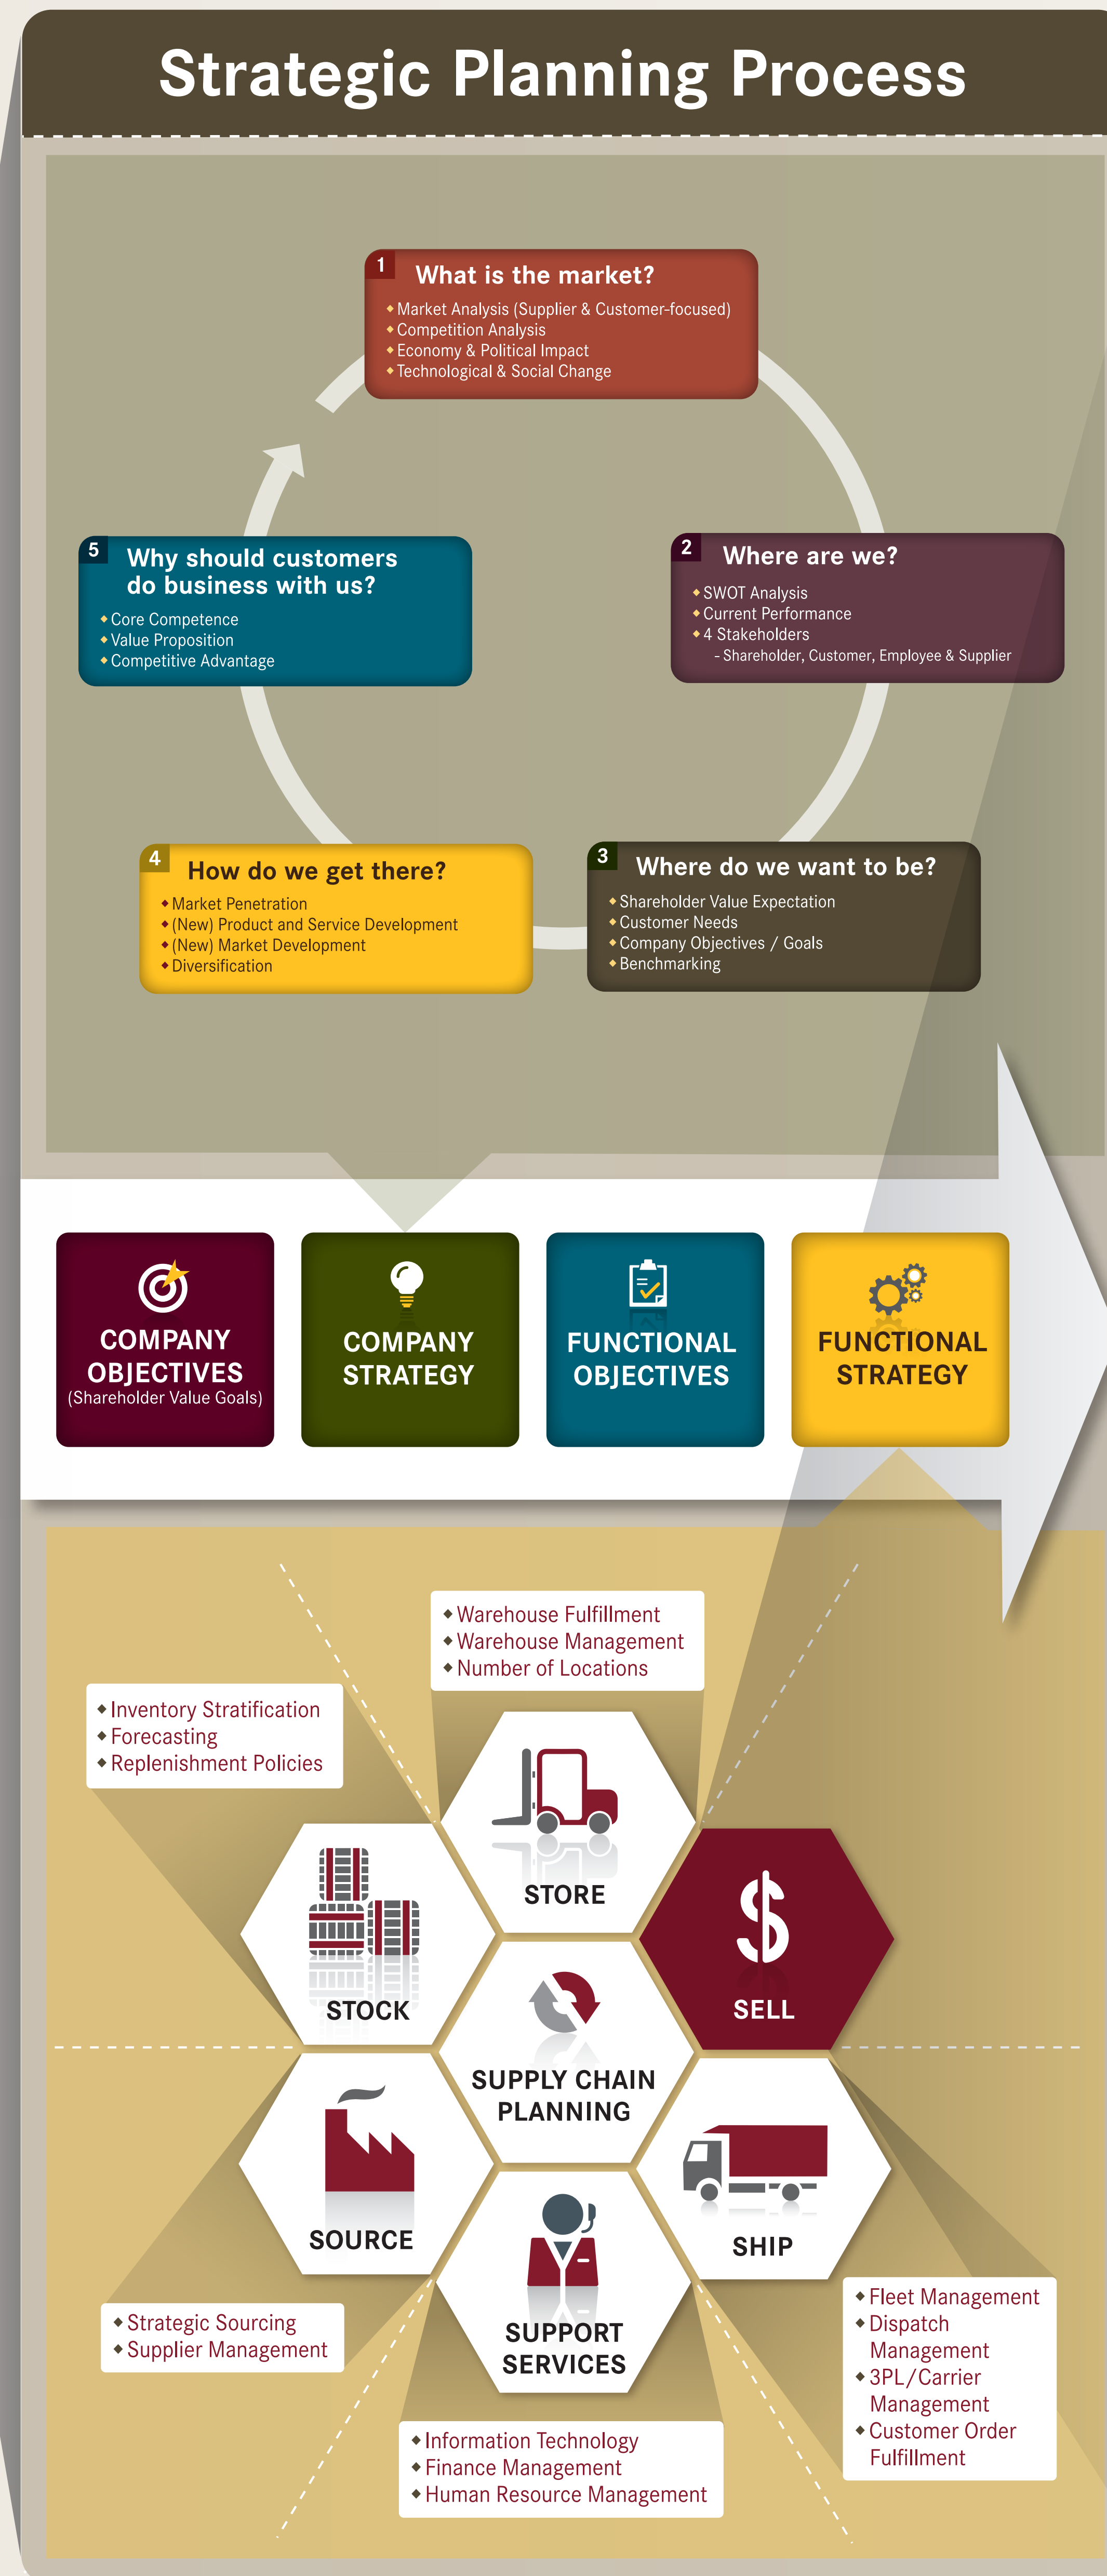 Strategic Planning Process
1
What is the market?
◆ Market Analysis (Supplier & Customer-focused)
◆ Competition Analysis
◆ Economy & Political Impact
◆ Technological & Social Change
2
Where are we?
◆ SWOT Analysis
◆ Current Performance
◆ 4 Stakeholders
- Shareholder, Customer, Employee & Supplier
3
Where do we want to be?
◆ Shareholder Value Expectation
◆ Customer Needs
◆ Company Objectives / Goals
◆ Benchmarking
4
How do we get there?
◆ Market Penetration
◆ (New) Product and Service Development
◆ (New) Market Development
◆ Diversification
5
Why should customers
do business with us?
◆ Core Competence
◆ Value Proposition
◆ Competitive Advantage
COMPANY
OBJECTIVES
(Shareholder Value Goals)
COMPANY
STRATEGY
FUNCTIONAL
OBJECTIVES
FUNCTIONAL
STRATEGY
◆ Warehouse Fulfillment
◆ Warehouse Management
◆ Number of Locations
◆ Inventory Stratification
◆ Forecasting
◆ Replenishment Policies
STORE
STOCK
$
SELL
SUPPLY CHAIN
PLANNING
SOURCE
SHIP
SUPPORT
SERVICES
◆ Strategic Sourcing
◆ Supplier Management
◆ Fleet Management
◆ Dispatch
Management
◆ 3PL/Carrier
Management
◆ Customer Order
Fulfillment
◆ Information Technology
◆ Finance Management
◆ Human Resource Management